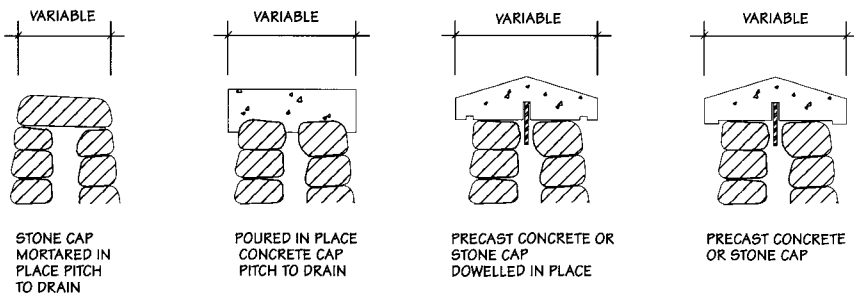 VARIABLE
VARIABLE
VARIABLE
VARIABLE
STONE CAP
MORTARED IN
PLACE PITCH
TO DRAIN
POURED IN PLACE
CONCRETE CAP
PITCH TO DRAIN
PRECAST CONCRETE OR
STONE CAP
DOWELLED IN PLACE
PRECAST CONCRETE
OR STONE CAP